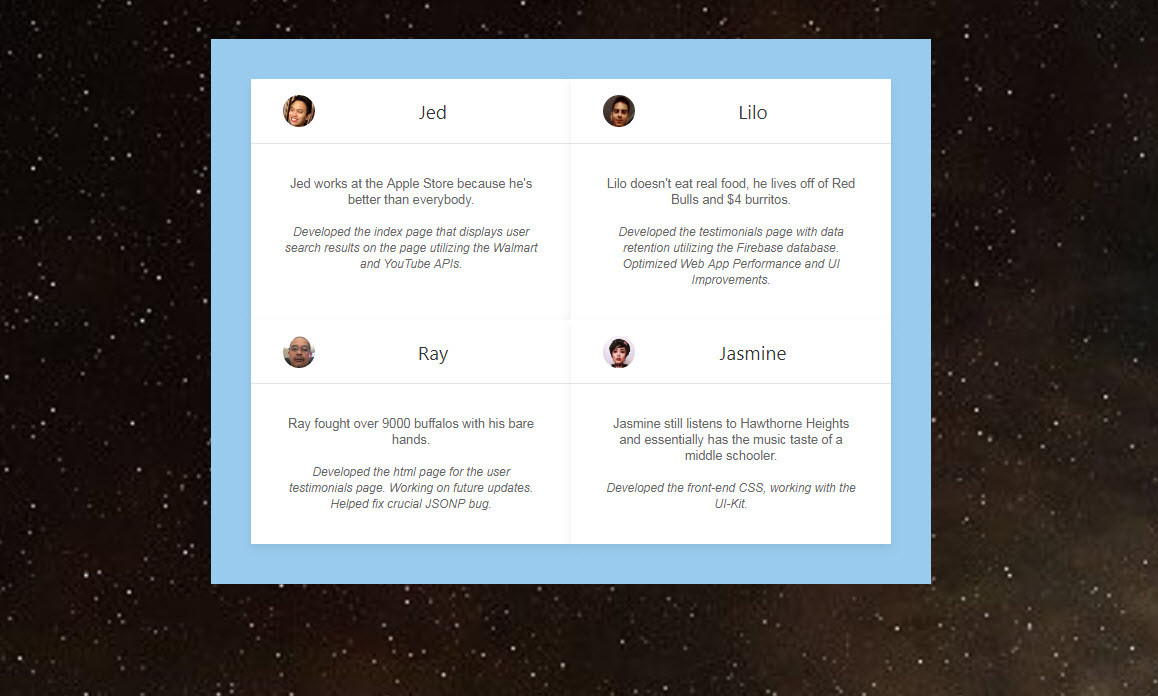 Jed
Jed works at the Apple Store because he's
better than everybody.
Developed the index page that displays user
search results on the page utilizing the Walmart
and YouTube APIs.
Lilo
Lilo doesn't eat real food, he lives off of Red
Bulls and $4 burritos.
Developed the testimonials page with data
retention utilizing the Firebase database.
Optimized Web App Performance and UI
Improvements.
Ray
Ray fought over 9000 buffalos with his bare
hands.
Developed the html page for the user
testimonials page. Working on future updates.
Helped fix crucial JSONP bug.
Jasmine
Jasmine still listens to Hawthorne Heights
and essentially has the music taste of a
middle schooler.
Developed the front-end CSS, working with the
UI-Kit.